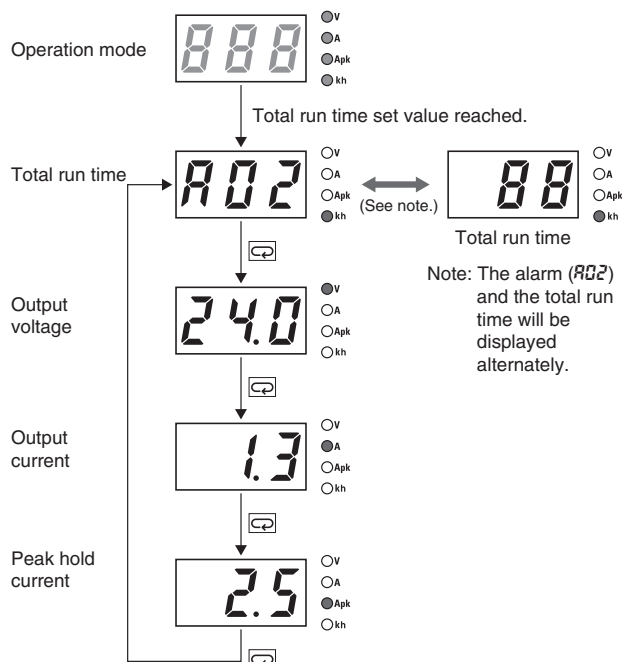 Operation mode
888
V
A
Apk
kh
Total run time set value reached.
Total run time
A02
V
A
Apk
kh
(See note.)
88
V
A
Apk
kh
Total run time
Note: The alarm (A02)
and the total run
time will be
displayed
alternately.
Output
voltage
24.0
V
A
Apk
kh
Output
current
1.3
V
A
Apk
kh
Peak hold
current
2.5
V
A
Apk
kh